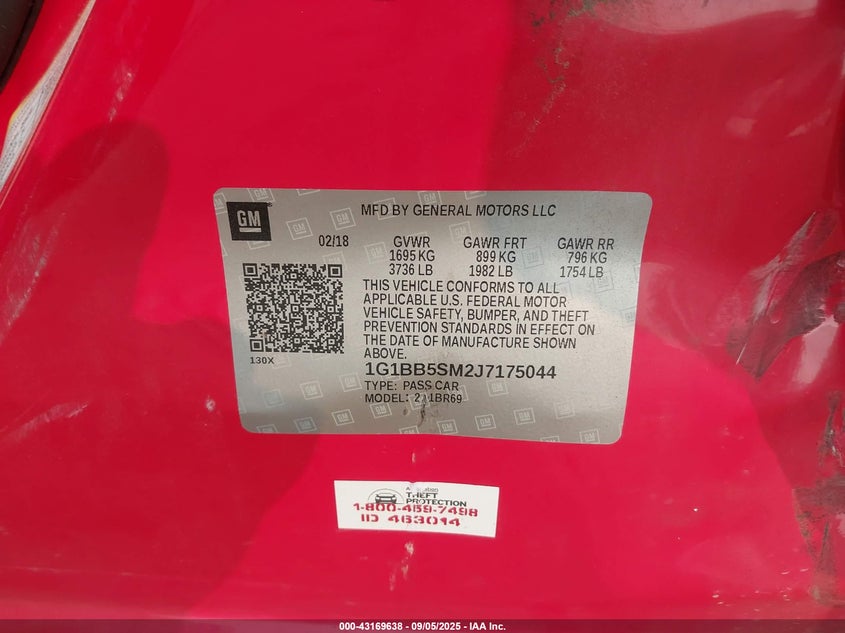 GM
MFD BY GENERAL MOTORS LLC
02/18 GVWR GAWR FRT GAWR RR
1695 KG 899 KG 796 KG
3736 LB 1982 LB 1754 LB
THIS VEHICLE CONFORMS TO ALL
APPLICABLE U.S. FEDERAL MOTOR
VEHICLE SAFETY, BUMPER, AND THEFT
PREVENTION STANDARDS IN EFFECT ON
THE DATE OF MANUFACTURE SHOWN
ABOVE.
130X
1G1BB5SM2J7175044
TYPE: PASS CAR
MODEL:
THEFT
PROTECTION
1-800-469-7498
ID 463014
000-43169638 - 09/05/2025 - IAA Inc.